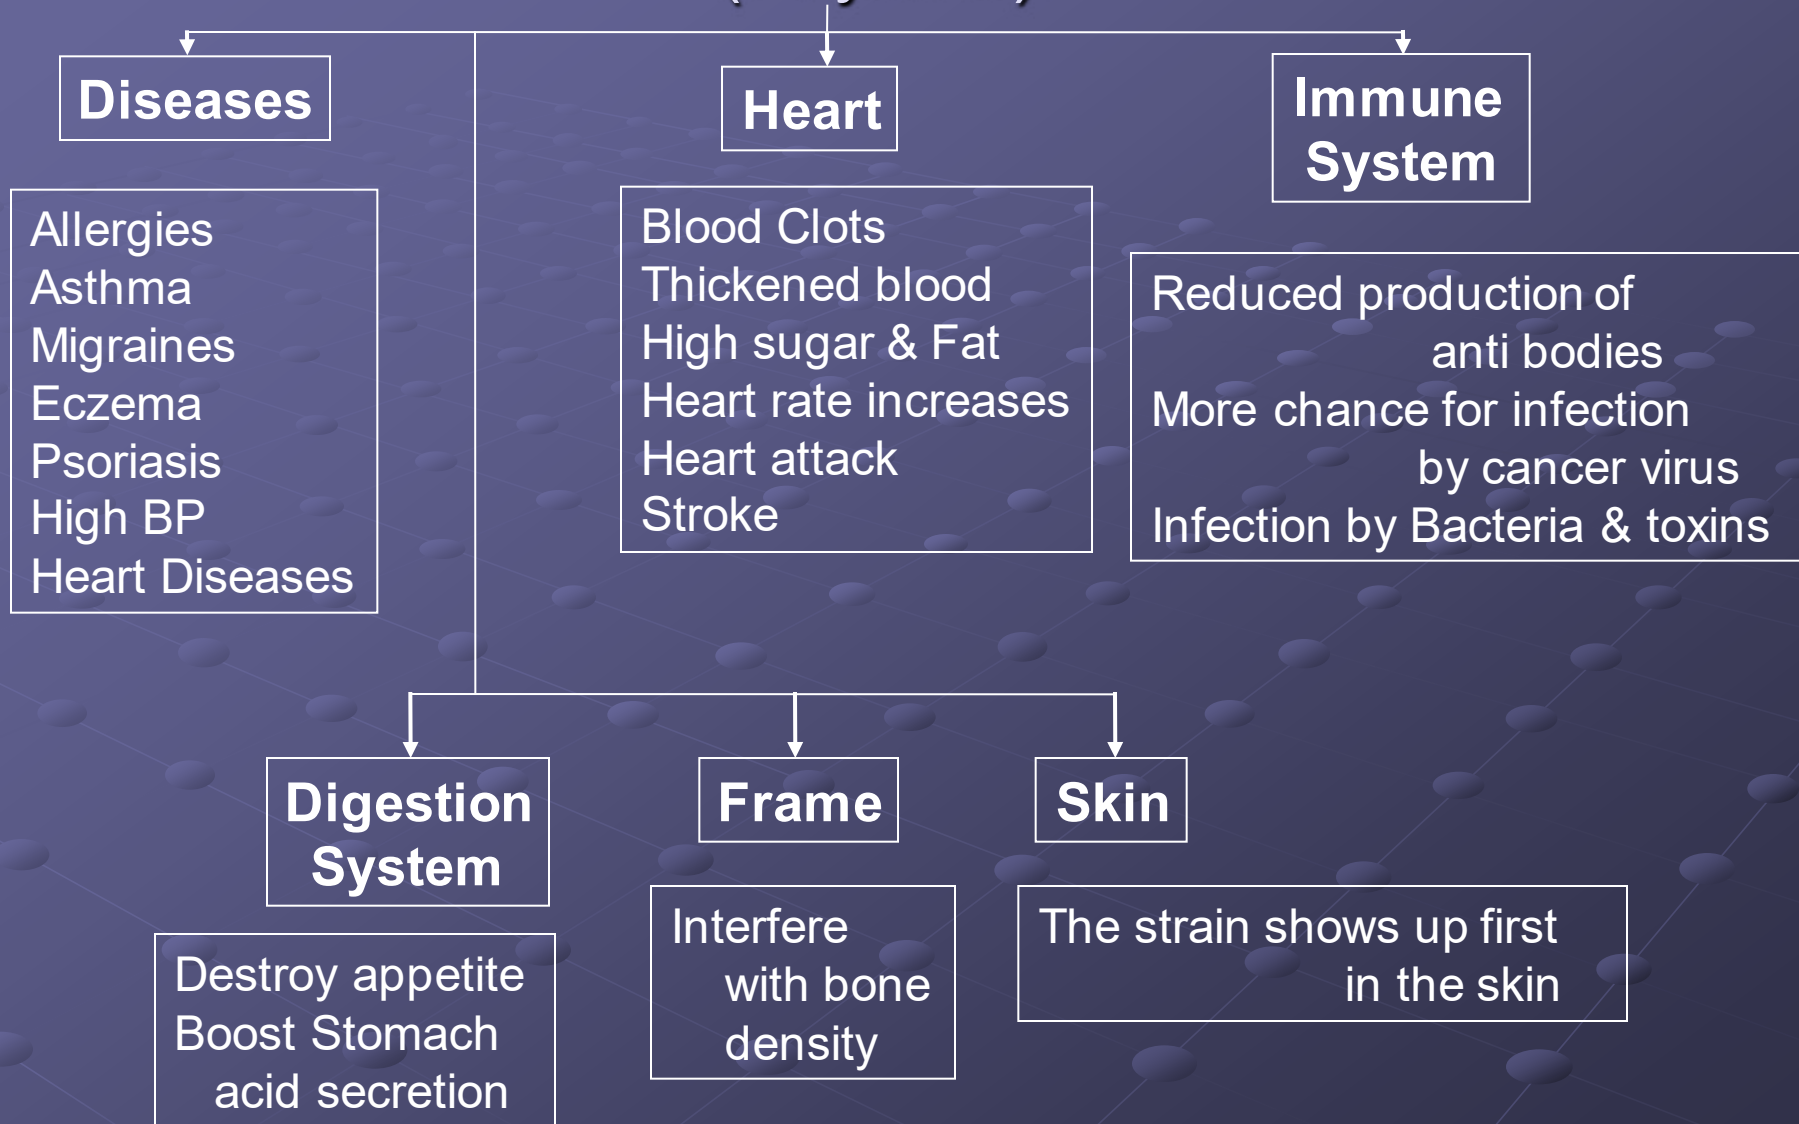 Diseases
Heart
Immune
System
Allergies
Asthma
Migraines
Eczema
Psoriasis
High BP
Heart Diseases
Blood Clots
Thickened blood
High sugar & Fat
Heart rate increases
Heart attack
Stroke
Reduced production of
anti bodies
More chance for infection
by cancer virus
Infection by Bacteria & toxins
Digestion
System
Frame
Skin
Destroy appetite
Boost Stomach
acid secretion
Interfere
with bone
density
The strain shows up first
in the skin